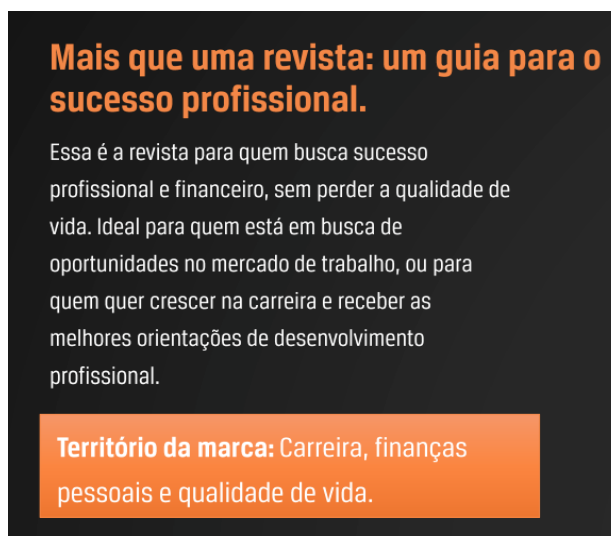 Mais que uma revista: um guia para o
sucesso profissional.
Essa é a revista para quem busca sucesso
profissional e financeiro, sem perder a qualidade de
vida. Ideal para quem está em busca de
oportunidades no mercado de trabalho, ou para
quem quer crescer na carreira e receber as
melhores orientações de desenvolvimento
profissional.
Território da marca: Carreira, finanças
pessoais e qualidade de vida.